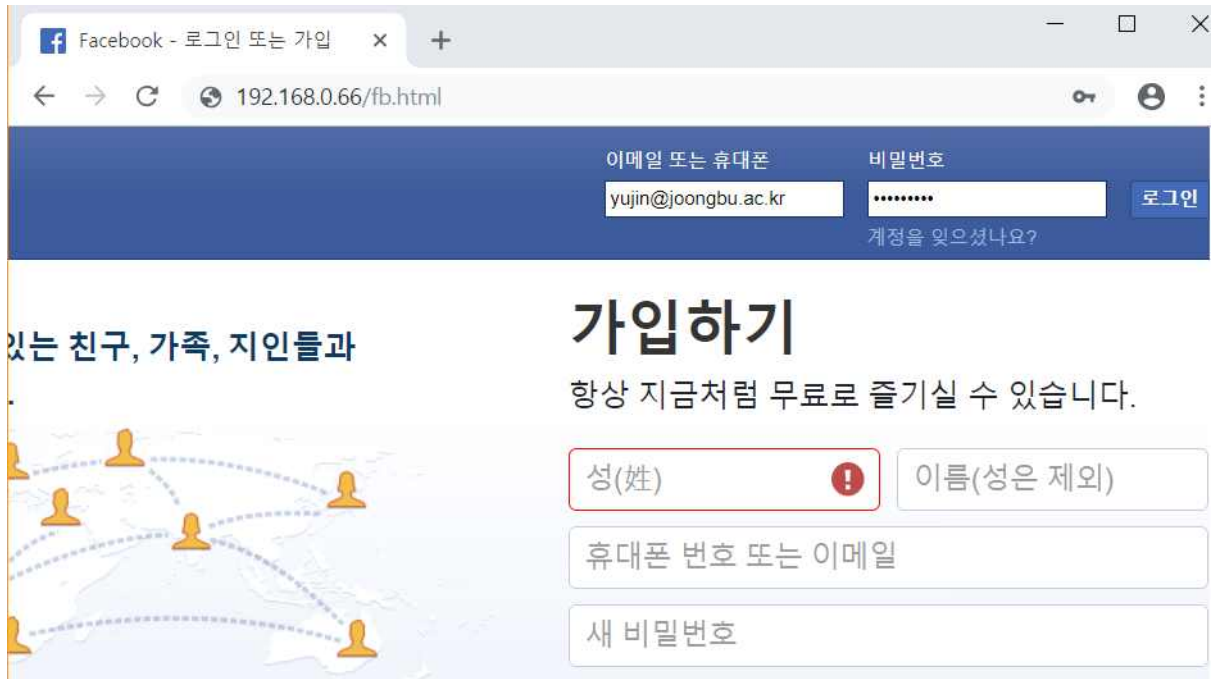 Facebook - 로그인 또는 가입
192.168.0.66/fb.html
이메일 또는 휴대폰 비밀번호
yujin@joongbu.ac.kr ••••••••• 로그인
계정을 잊으셨나요?
있는 친구, 가족, 지인들과
.
가입하기
항상 지금처럼 무료로 즐기실 수 있습니다.
성(姓) 이름(성은 제외)
휴대폰 번호 또는 이메일
새 비밀번호